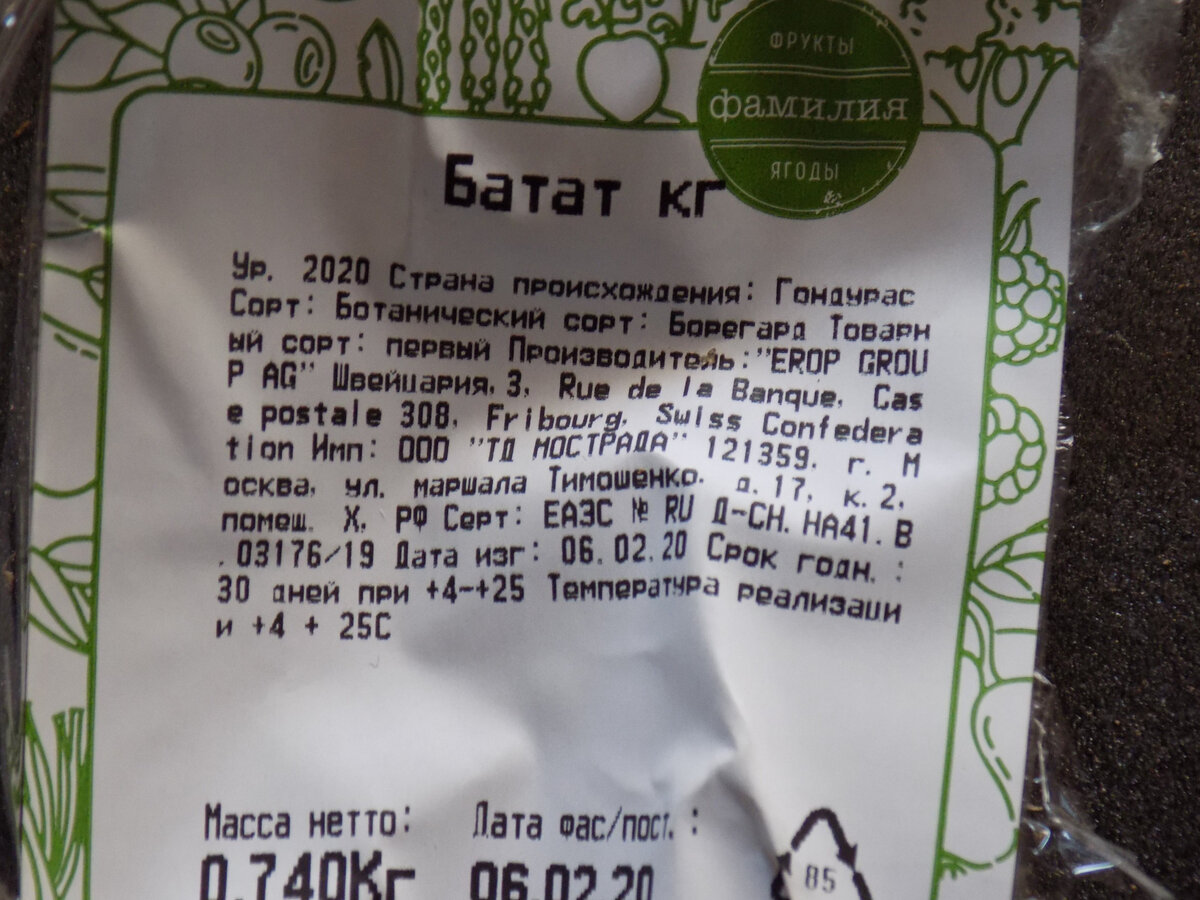 ФРУКТЫ
фамилия
ЯГОДЫ
Батат кг
Ур. 2020 Страна происхождения: Гондурас
Сорт: Ботанический сорт: Борегард Товарн
ый сорт: первый Производитель:"EROP GROU
P AG" Швейцария, 3, Rue de la Banque, Cas
e postale 308, Fribourg, Swiss Confedera
tion Имп: ООО "ТД МОСТРАДА" 121359, г. М
осква, ул. маршала Тимошенко, д. 17, к. 2,
помещ. X, РФ Серт: ЕАЭС № RU Д-CH.HA41.B
.03176/19 Дата изг: 06.02.20 Срок годн.:
30 дней при +4-+25 Температура реализаци
и +4 + 25С
Масса нетто: Дата фас/пост.:
0.740Кг 06.02.20
85